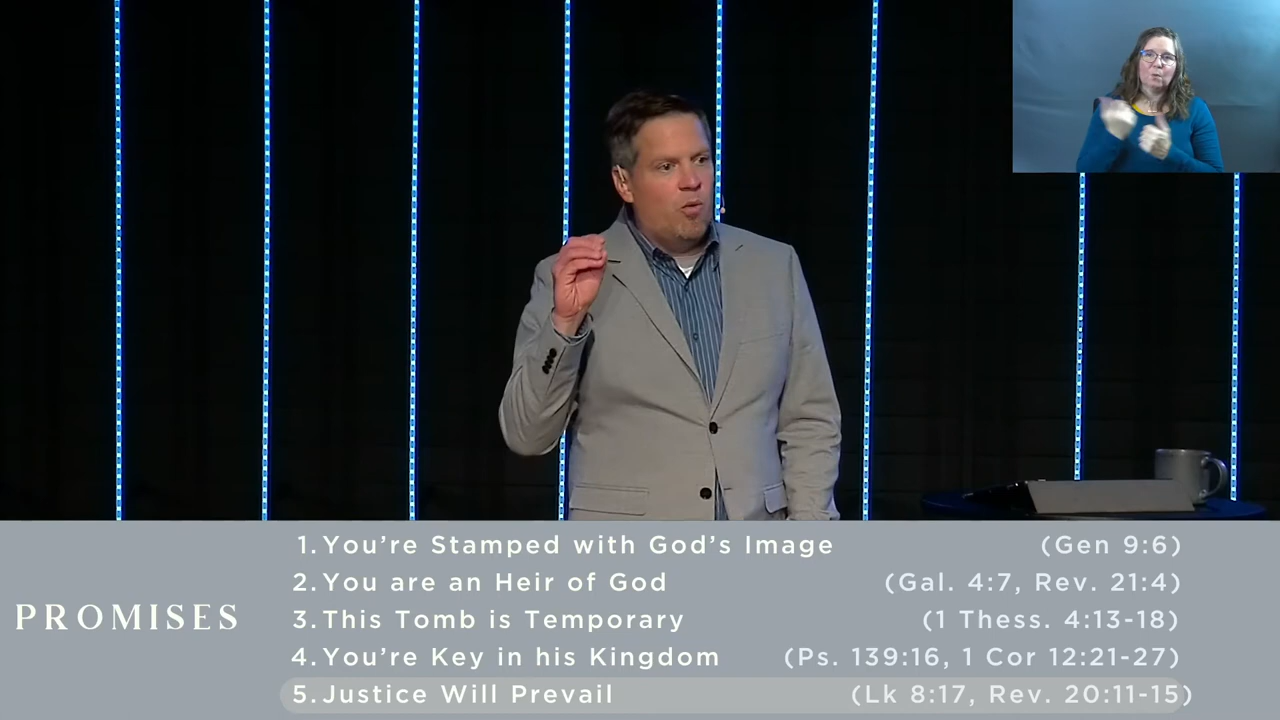 PROMISES
1. You're Stamped with God's Image (Gen 9:6)
2. You are an Heir of God (Gal. 4:7, Rev. 21:4)
3. This Tomb is Temporary (1 Thess. 4:13-18)
4. You're Key in his Kingdom (Ps. 139:16, 1 Cor 12:21-27)
5. Justice Will Prevail (Lk 8:17, Rev. 20:11-15)